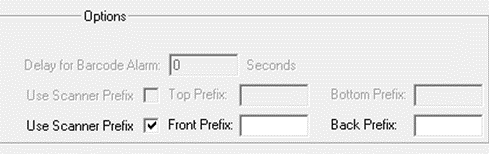 Options
Delay for Barcode Alarm: 0 Seconds
Use Scanner Prefix Top Prefix: Bottom Prefix:
Use Scanner Prefix Front Prefix: Back Prefix: